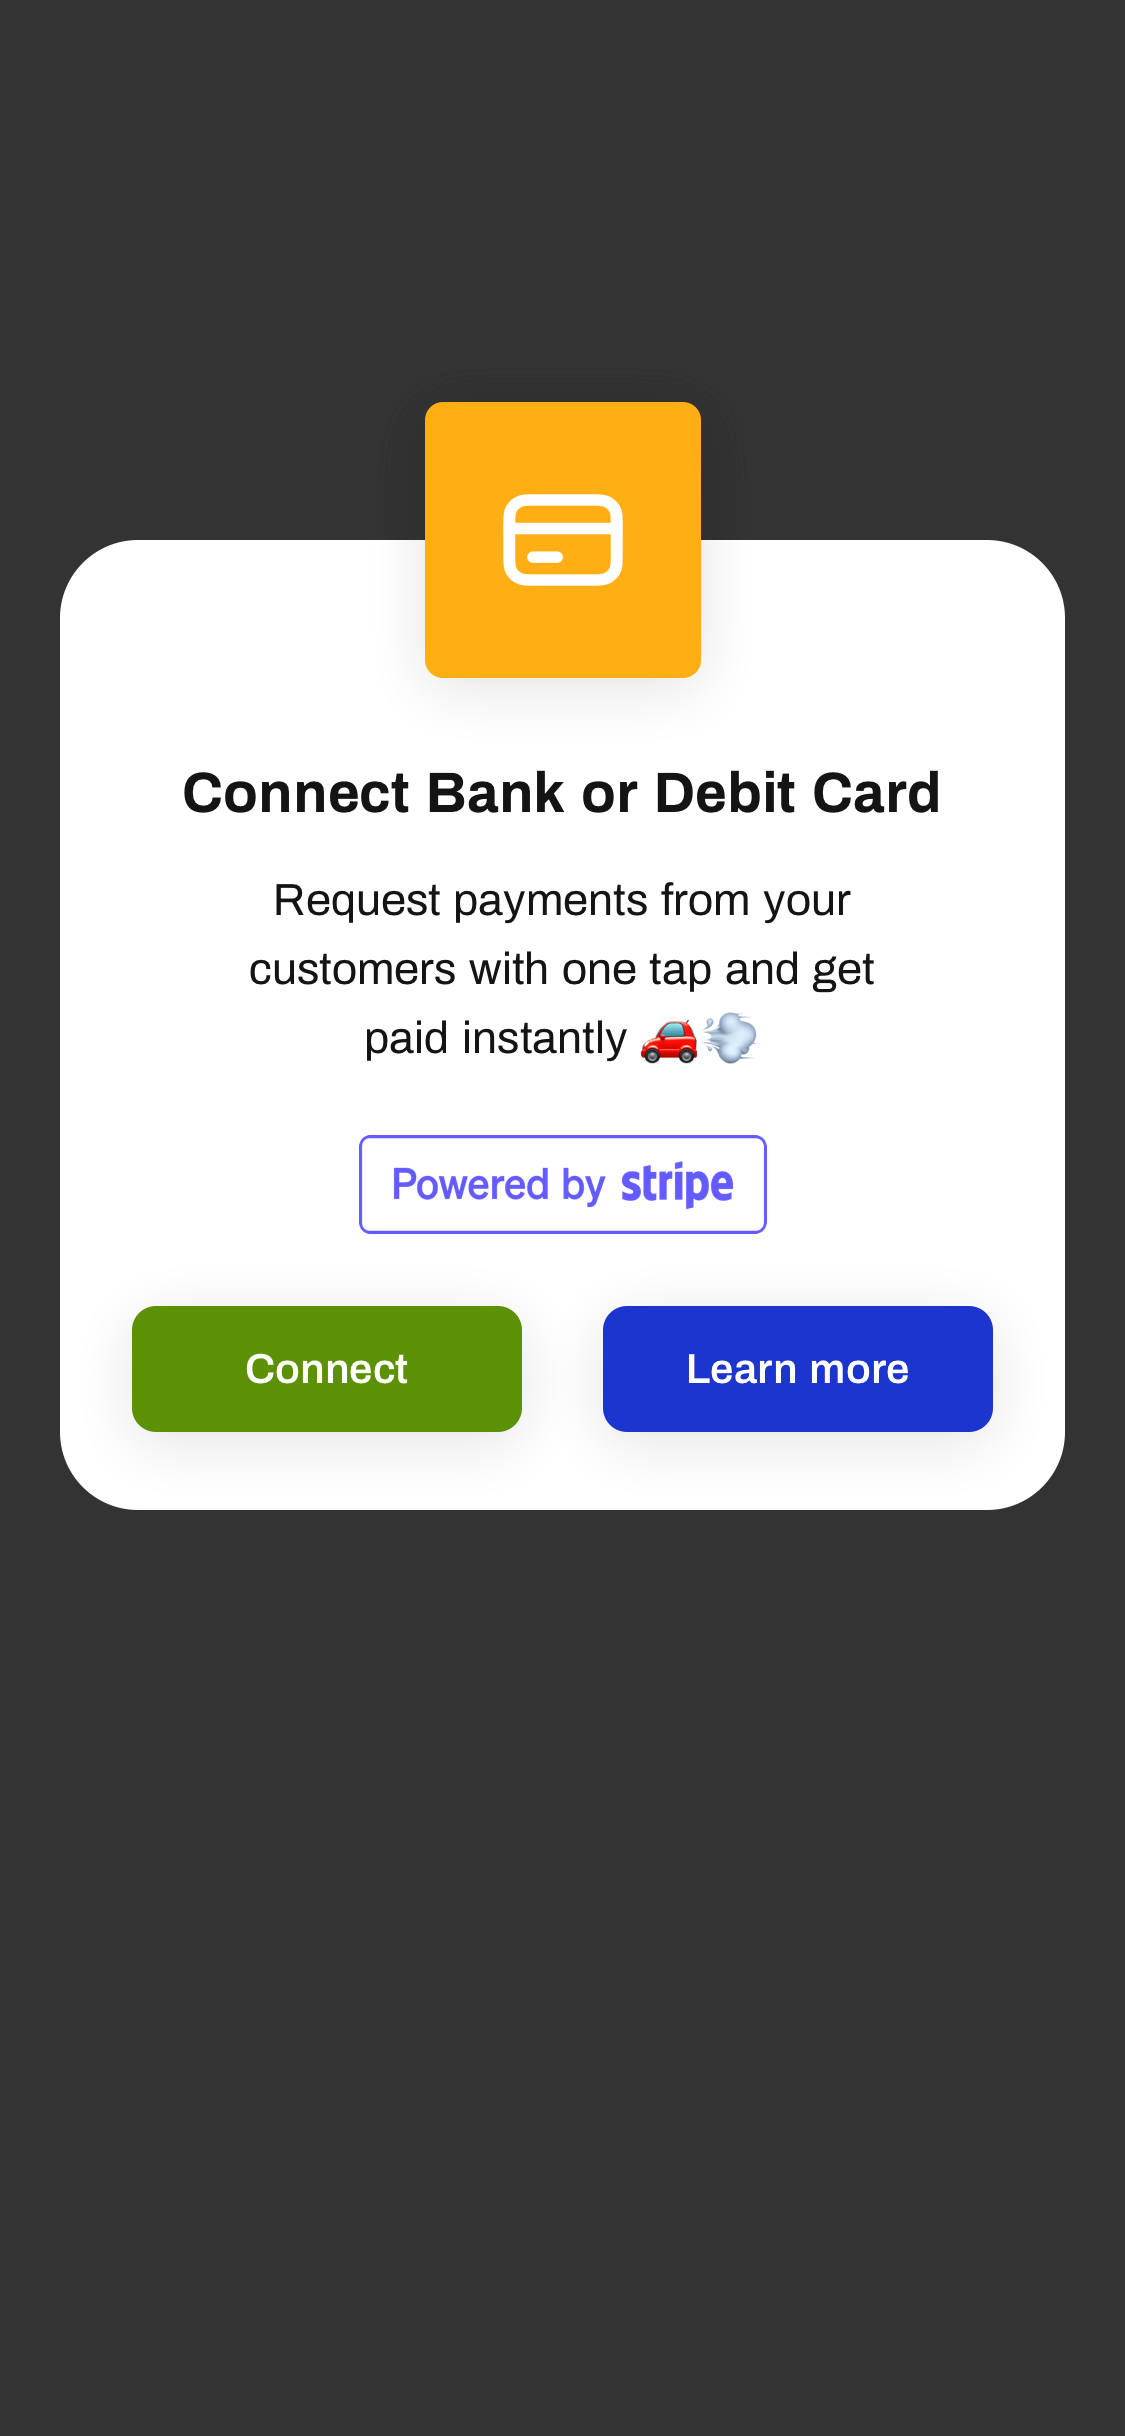 Connect Bank or Debit Card
Request payments from your
customers with one tap and get
paid instantly 🚗💨
Powered by stripe
Connect
Learn more